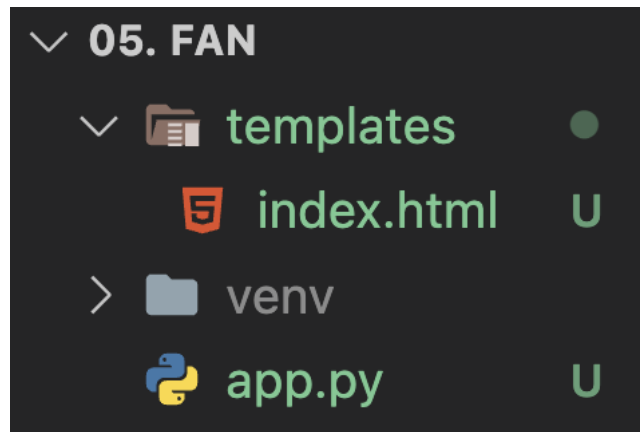 05. FAN
templates
index.html U
venv
app.py U